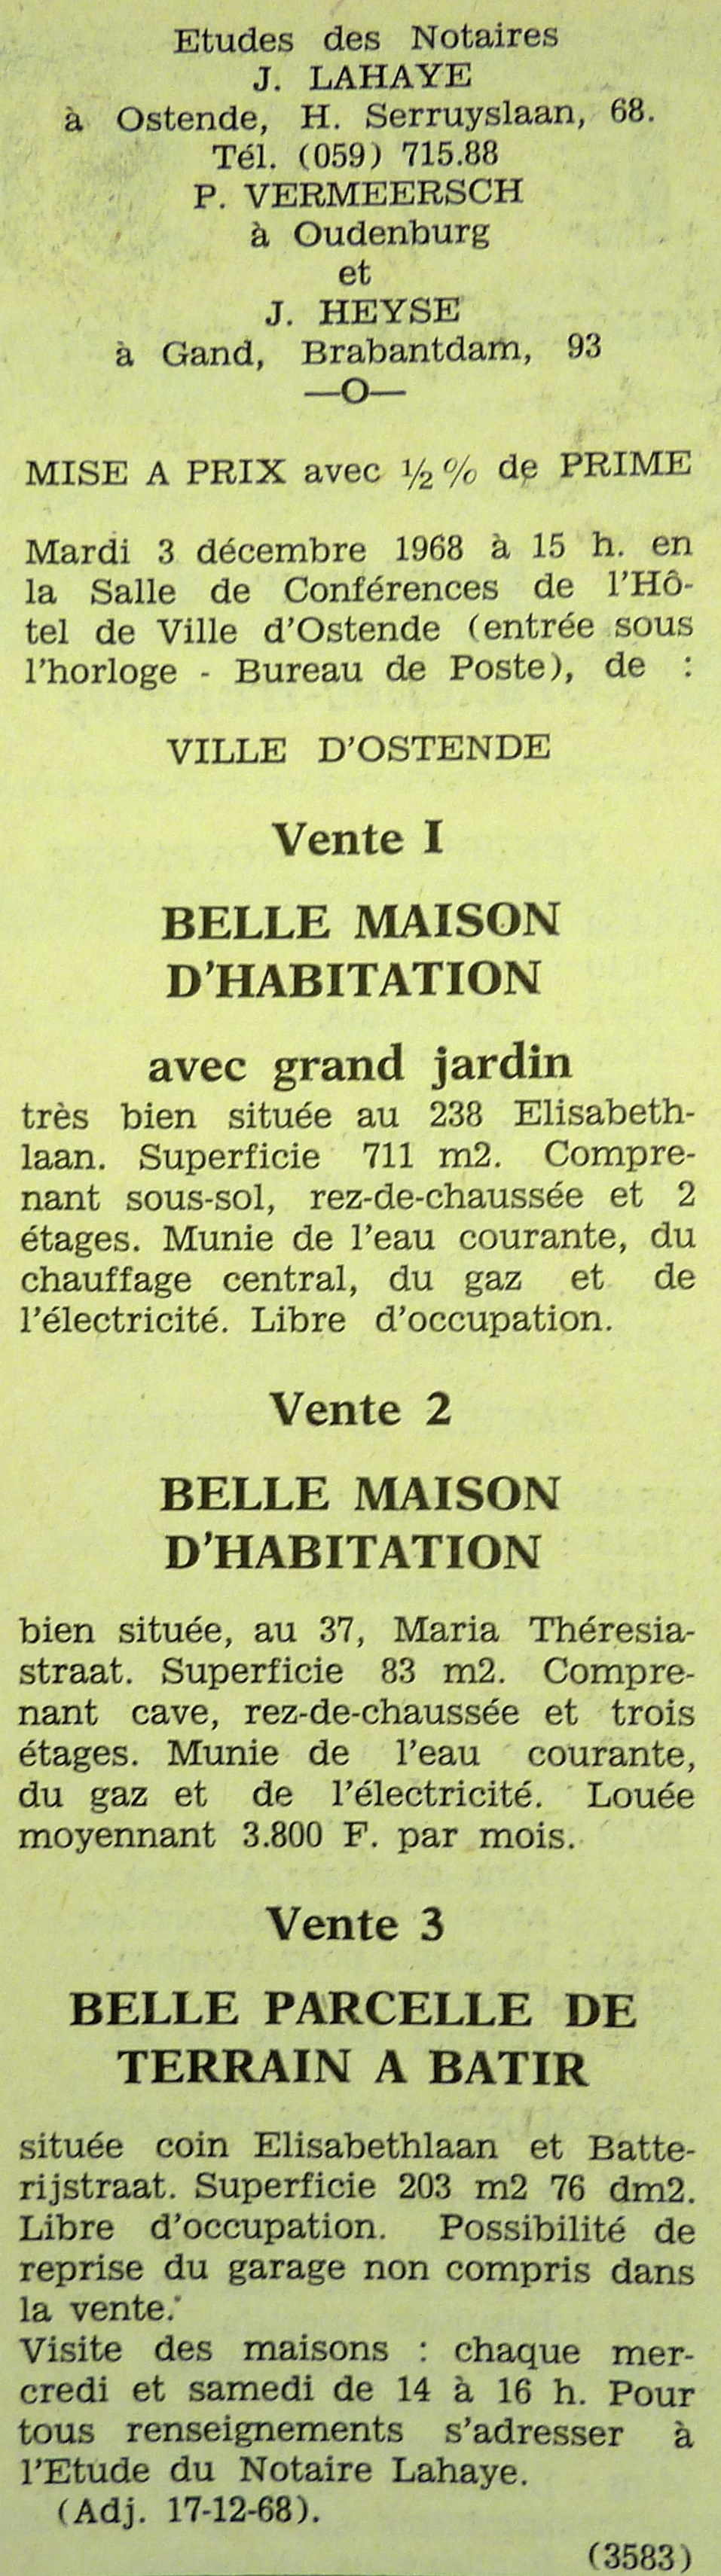 Etudes des Notaires
J. LAHAYE
à Ostende, H. Serruyslaan, 68.
Tél. (059) 715.88
P. VERMEERSCH
à Oudenburg
et
J. HEYSE
à Gand, Brabantdam, 93
—O—
MISE A PRIX avec ½ % de PRIME
Mardi 3 décembre 1968 à 15 h. en
la Salle de Conférences de l'Hô-
tel de Ville d'Ostende (entrée sous
l'horloge - Bureau de Poste), de :
VILLE D'OSTENDE
Vente I
BELLE MAISON
D'HABITATION
avec grand jardin
très bien située au 238 Elisabeth-
laan. Superficie 711 m2. Compre-
nant sous-sol, rez-de-chaussée et 2
étages. Munie de l'eau courante, du
chauffage central, du gaz et de
l'électricité. Libre d'occupation.
Vente 2
BELLE MAISON
D'HABITATION
bien située, au 37, Maria Théresia-
straat. Superficie 83 m2. Compre-
nant cave, rez-de-chaussée et trois
étages. Munie de l'eau courante,
du gaz et de l'électricité. Louée
moyennant 3.800 F. par mois.
Vente 3
BELLE PARCELLE DE
TERRAIN A BATIR
située coin Elisabethlaan et Batte-
rijstraat. Superficie 203 m2 76 dm2.
Libre d'occupation. Possibilité de
reprise du garage non compris dans
la vente.
Visite des maisons : chaque mer-
credi et samedi de 14 à 16 h. Pour
tous renseignements s'adresser à
l'Etude du Notaire Lahaye.
(Adj. 17-12-68).
(3583)